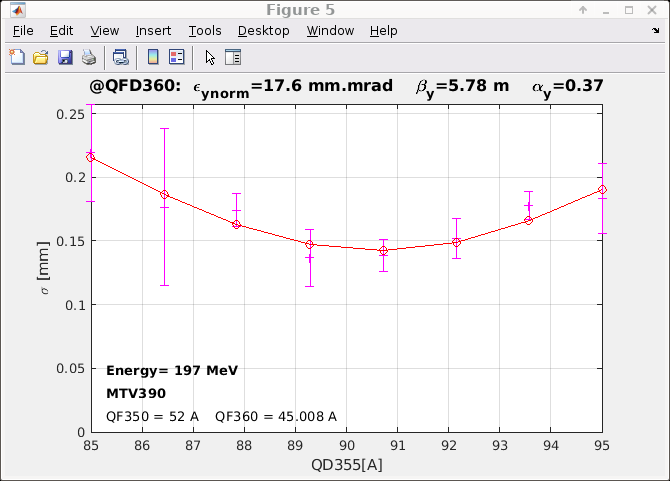 Figure 5
File Edit View Insert Tools Desktop Window Help
@QFD360: ϵynorm=17.6 mm.mrad βy=5.78 m αy=0.37
0.25
0.2
0.15
0.1
0.05
0
σ [mm]
Energy= 197 MeV
MTV390
QF350 = 52 A QF360 = 45.008 A
85 86 87 88 89 90 91 92 93 94 95
QD355[A]